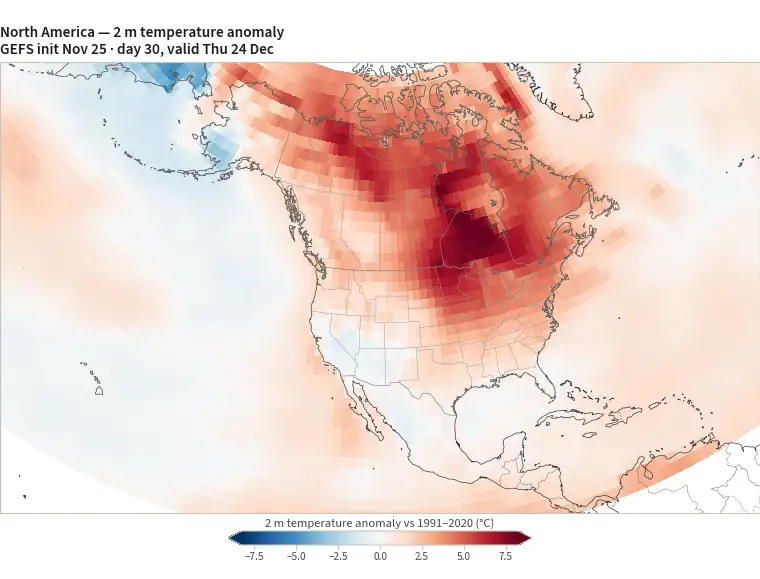 North America — 2 m temperature anomaly
GEFS init Nov 25 · day 30, valid Thu 24 Dec
2 m temperature anomaly vs 1991–2020 (°C)
−7.5 −5.0 −2.5 0.0 2.5 5.0 7.5